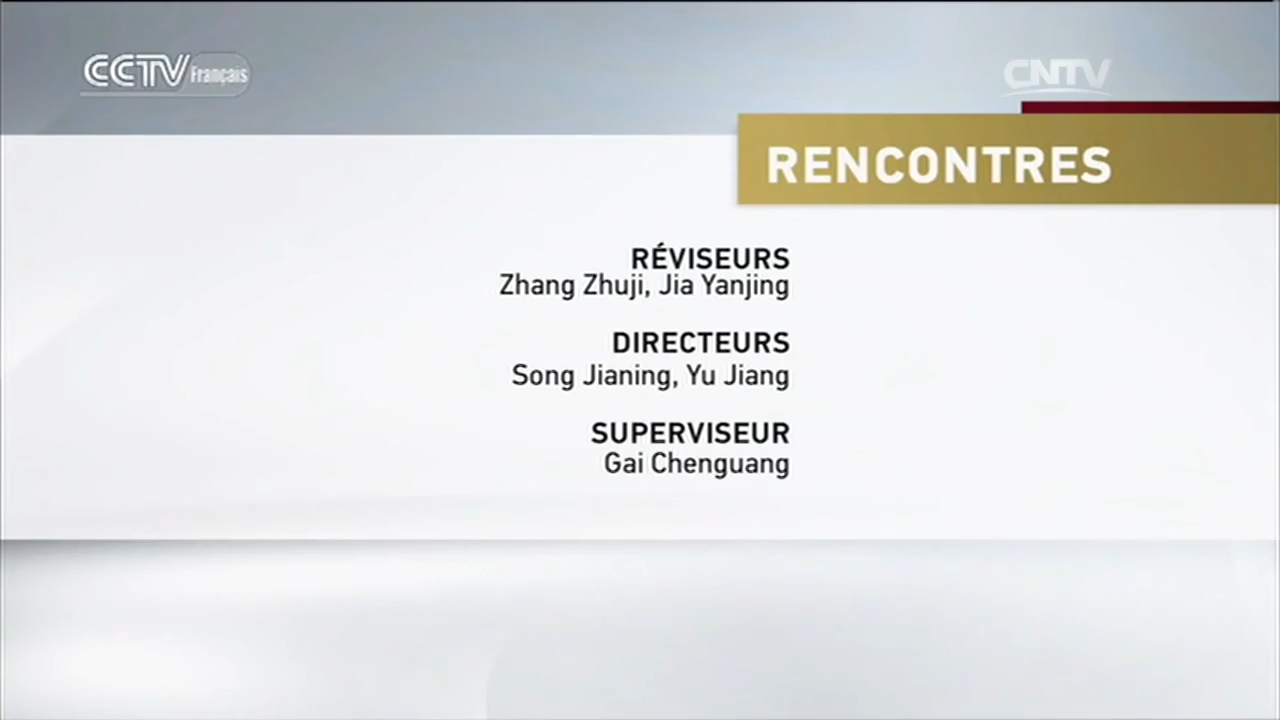 CCTV Français
CNTV
RENCONTRES
RÉVISEURS
Zhang Zhuji, Jia Yanjing
DIRECTEURS
Song Jianing, Yu Jiang
SUPERVISEUR
Gai Chenguang